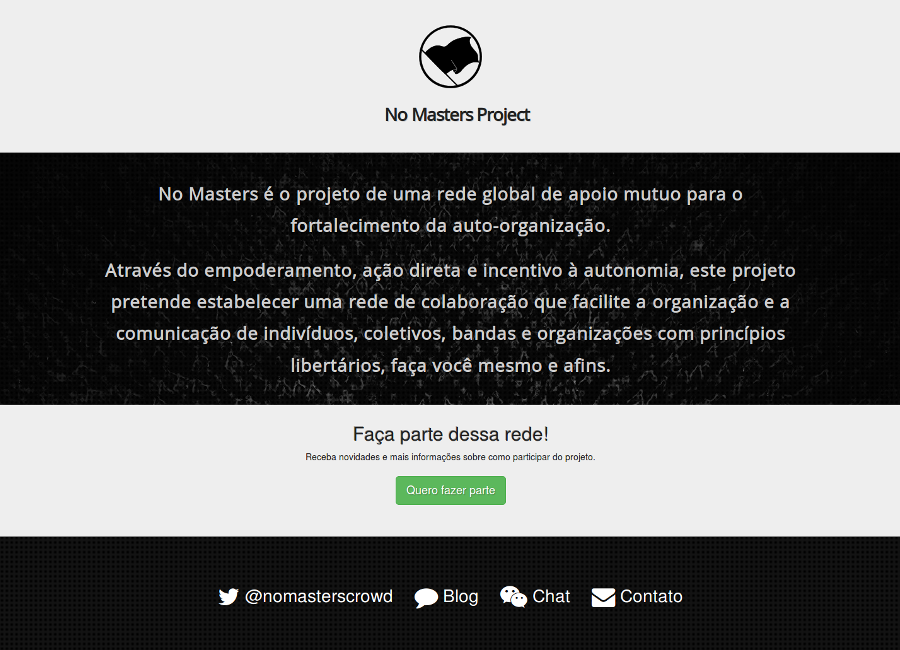 No Masters Project
No Masters é o projeto de uma rede global de apoio mutuo para o
fortalecimento da auto-organização.
Através do empoderamento, ação direta e incentivo à autonomia, este projeto
pretende estabelecer uma rede de colaboração que facilite a organização e a
comunicação de indivíduos, coletivos, bandas e organizações com princípios
libertários, faça você mesmo e afins.
Faça parte dessa rede!
Receba novidades e mais informações sobre como participar do projeto.
Quero fazer parte
@nomasterscrowd Blog Chat Contato